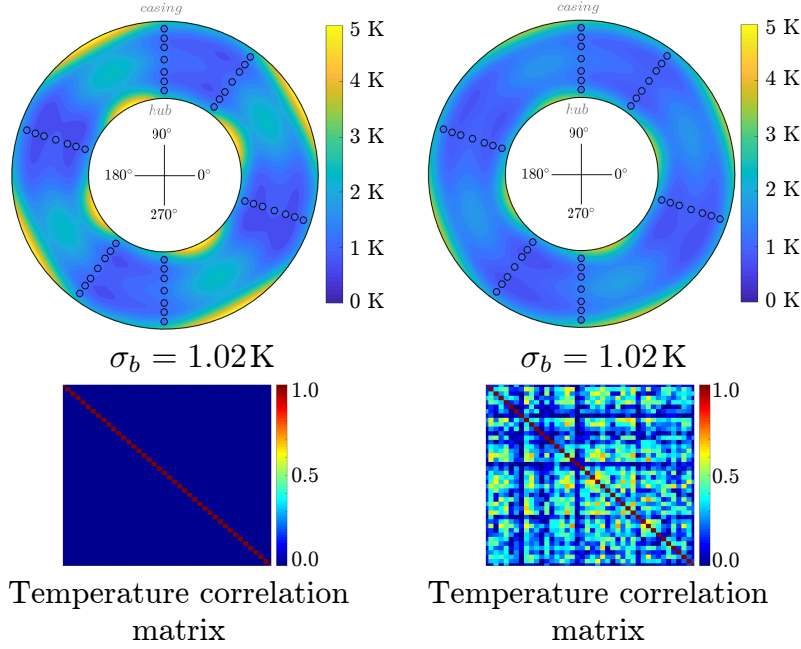 casing
hub
90°
180°
0°
270°
5 K
4 K
3 K
2 K
1 K
0 K
casing
hub
90°
180°
0°
270°
5 K
4 K
3 K
2 K
1 K
0 K
σ_b = 1.02 K
σ_b = 1.02 K
1.0
0.5
0.0
1.0
0.5
0.0
Temperature correlation
matrix
Temperature correlation
matrix